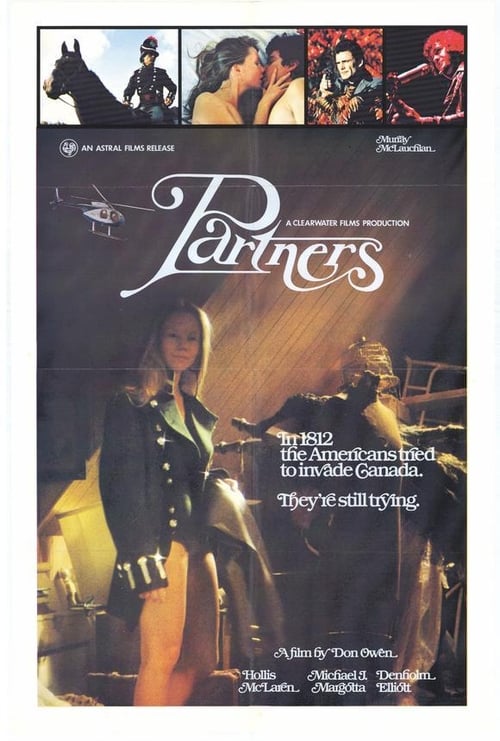 AN ASTRAL FILMS RELEASE
Murray
McLauchlan
Partners
A CLEARWATER FILMS PRODUCTION
In 1812
the Americans tried
to invade Canada.
They're still trying.
A film by Don Owen
Hollis
McLaren
Michael J.
Margotta
Denholm
Elliott